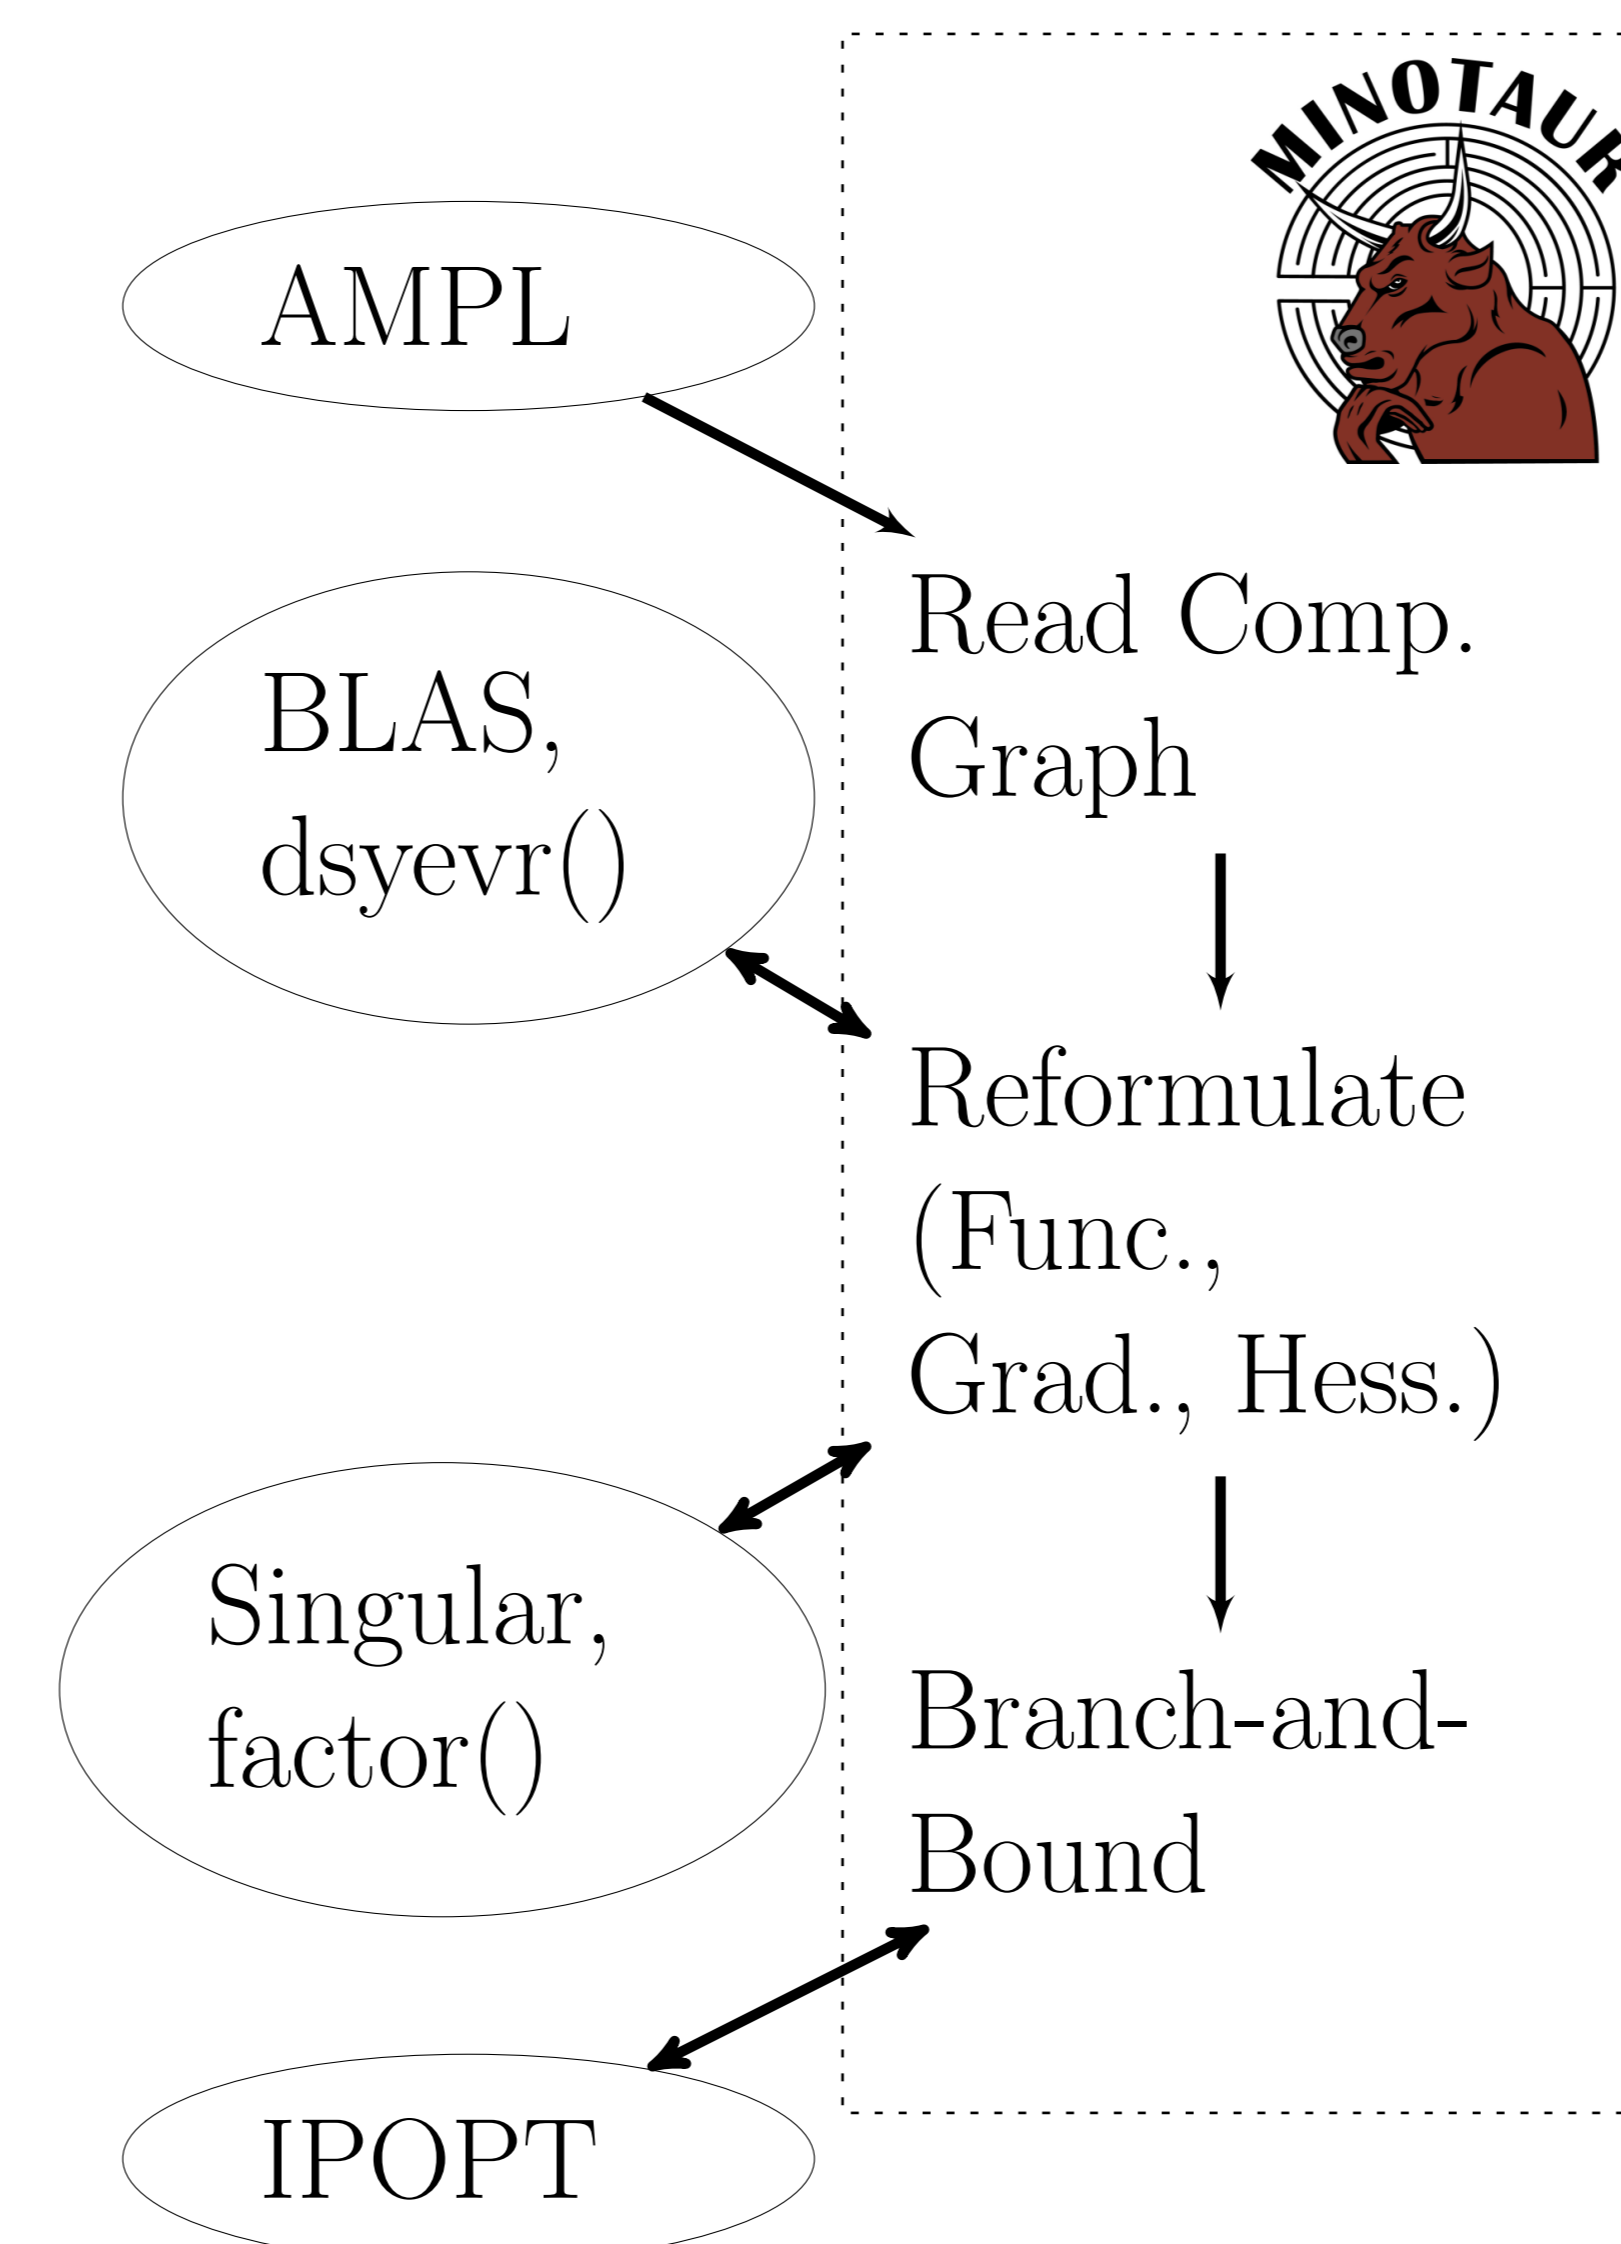 MINOTAUR
AMPL
Read Comp.
Graph
BLAS,
dsyevr()
Reformulate
(Func.,
Grad., Hess.)
Singular,
factor()
Branch-and-
Bound
IPOPT